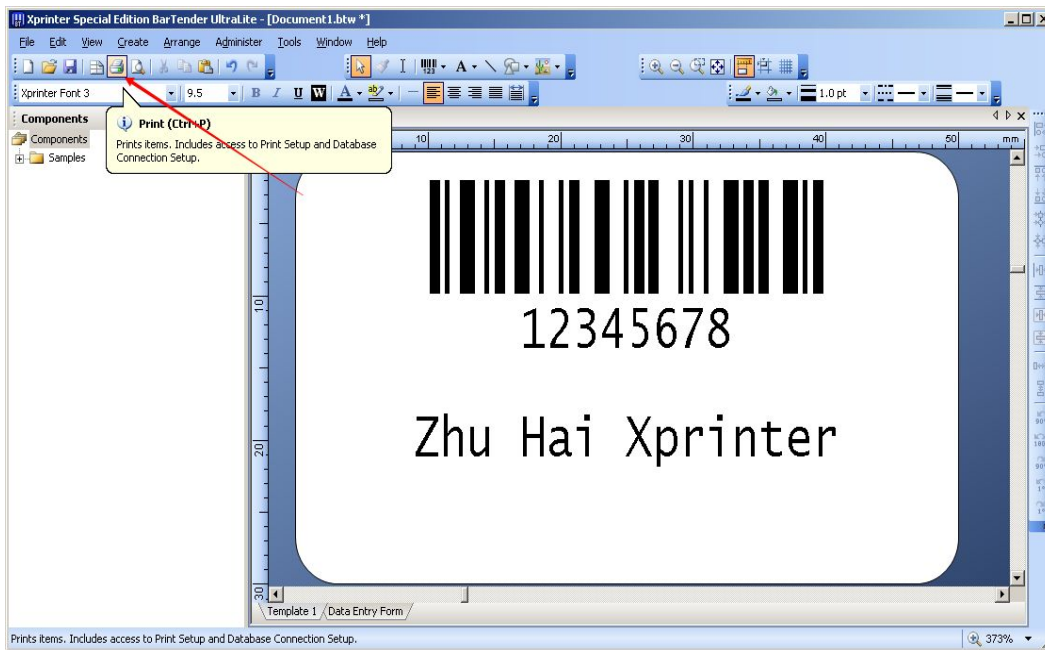 Xprinter Special Edition BarTender UltraLite - [Document1.btw *]
File Edit View Create Arrange Administer Tools Window Help
Xprinter Font 3 9.5 B I U W A ab 1.0 pt
Components
Print (Ctrl+P)
Prints items. Includes access to Print Setup and Database
Connection Setup.
Components
Samples
10 20 30 40 50 mm
10
20
30
12345678
Zhu Hai Xprinter
Template 1 Data Entry Form
Prints items. Includes access to Print Setup and Database Connection Setup. 373%